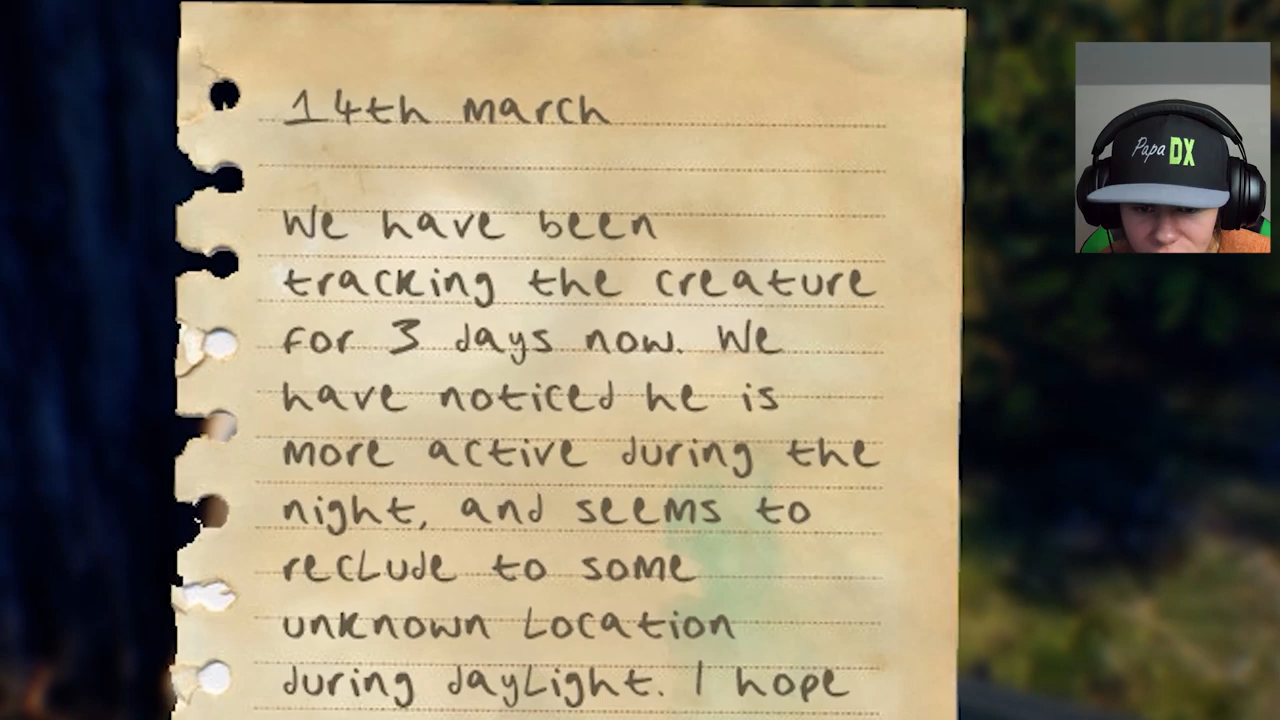 14th march
We have been
tracking the creature
for 3 days now. We
have noticed he is
more active during the
night, and seems to
reclude to some
unknown Location
during dayLight. I hope
Papa DX